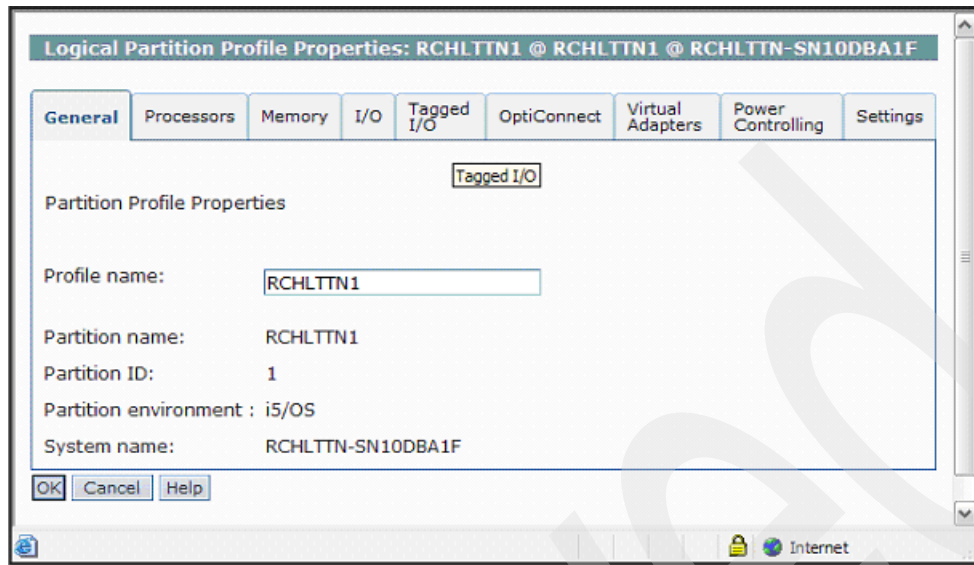 Logical Partition Profile Properties: RCHLTTN1 @ RCHLTTN1 @ RCHLTTN-SN10DBA1F
General Processors Memory I/O Tagged I/O OptiConnect Virtual Adapters Power Controlling Settings
Tagged I/O
Partition Profile Properties
Profile name: RCHLTTN1
Partition name: RCHLTTN1
Partition ID: 1
Partition environment : i5/OS
System name: RCHLTTN-SN10DBA1F
OK Cancel Help
Internet